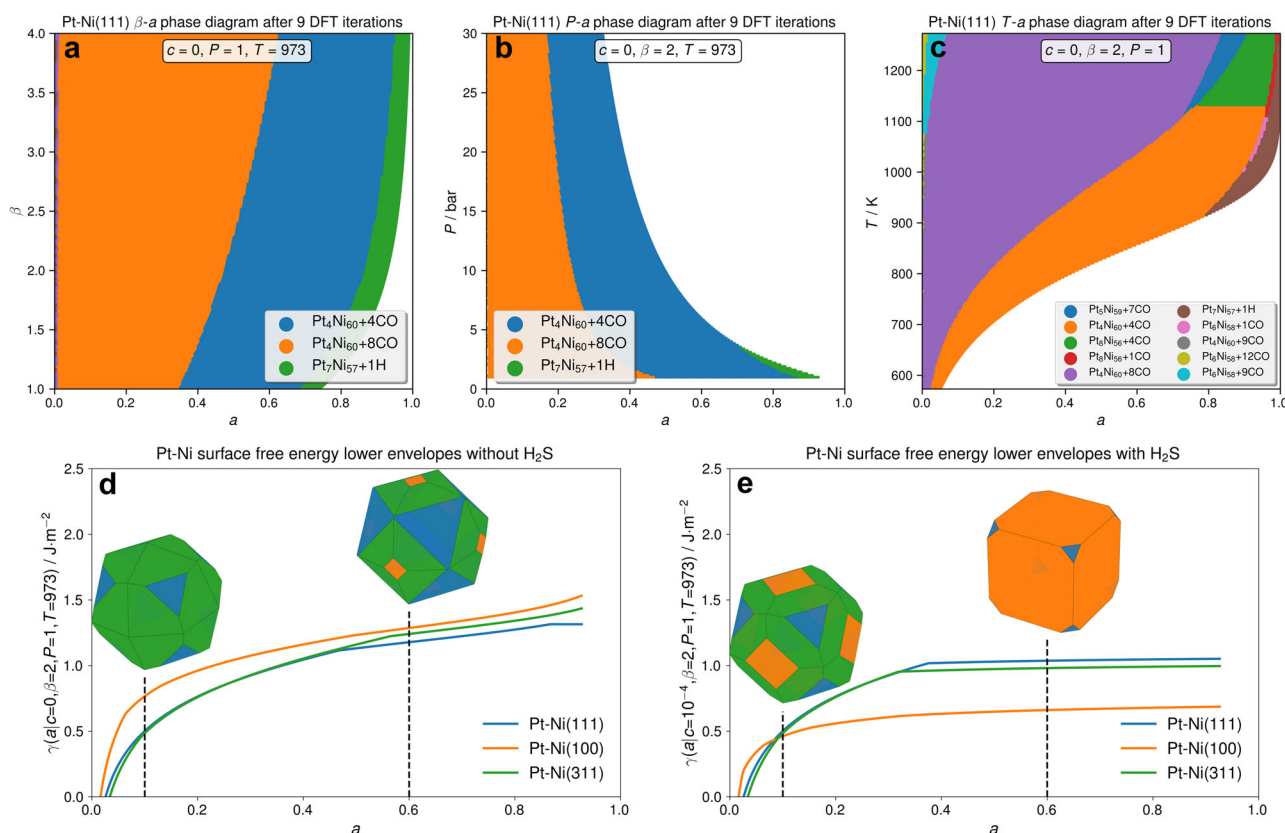 Pt-Ni(111) β-a phase diagram after 9 DFT iterations
a
c = 0, P = 1, T = 973
β
4.0
3.5
3.0
2.5
2.0
1.5
1.0
Pt₄Ni₆₀+4CO
Pt₄Ni₆₀+8CO
Pt₇Ni₅₇+1H
0.0 0.2 0.4 0.6 0.8 1.0
a
Pt-Ni(111) P-a phase diagram after 9 DFT iterations
b
c = 0, β = 2, T = 973
P / bar
30
25
20
15
10
5
0
Pt₄Ni₆₀+4CO
Pt₄Ni₆₀+8CO
Pt₇Ni₅₇+1H
0.0 0.2 0.4 0.6 0.8 1.0
a
Pt-Ni(111) T-a phase diagram after 9 DFT iterations
c
c = 0, β = 2, P = 1
T / K
1200
1100
1000
900
800
700
600
Pt₅Ni₅₉+7CO
Pt₄Ni₆₀+4CO
Pt₈Ni₅₆+4CO
Pt₈Ni₅₆+1CO
Pt₄Ni₆₀+8CO
Pt₇Ni₅₇+1H
Pt₆Ni₅₈+1CO
Pt₄Ni₆₀+9CO
Pt₆Ni₅₈+12CO
Pt₆Ni₅₈+9CO
0.0 0.2 0.4 0.6 0.8 1.0
a
Pt-Ni surface free energy lower envelopes without H₂S
d
γ(a|c=0,β=2,P=1,T=973) / J·m⁻²
2.5
2.0
1.5
1.0
0.5
0.0
Pt-Ni(111)
Pt-Ni(100)
Pt-Ni(311)
0.0 0.2 0.4 0.6 0.8 1.0
a
Pt-Ni surface free energy lower envelopes with H₂S
e
γ(a|c=10⁻⁴,β=2,P=1,T=973) / J·m⁻²
2.5
2.0
1.5
1.0
0.5
0.0
Pt-Ni(111)
Pt-Ni(100)
Pt-Ni(311)
0.0 0.2 0.4 0.6 0.8 1.0
a